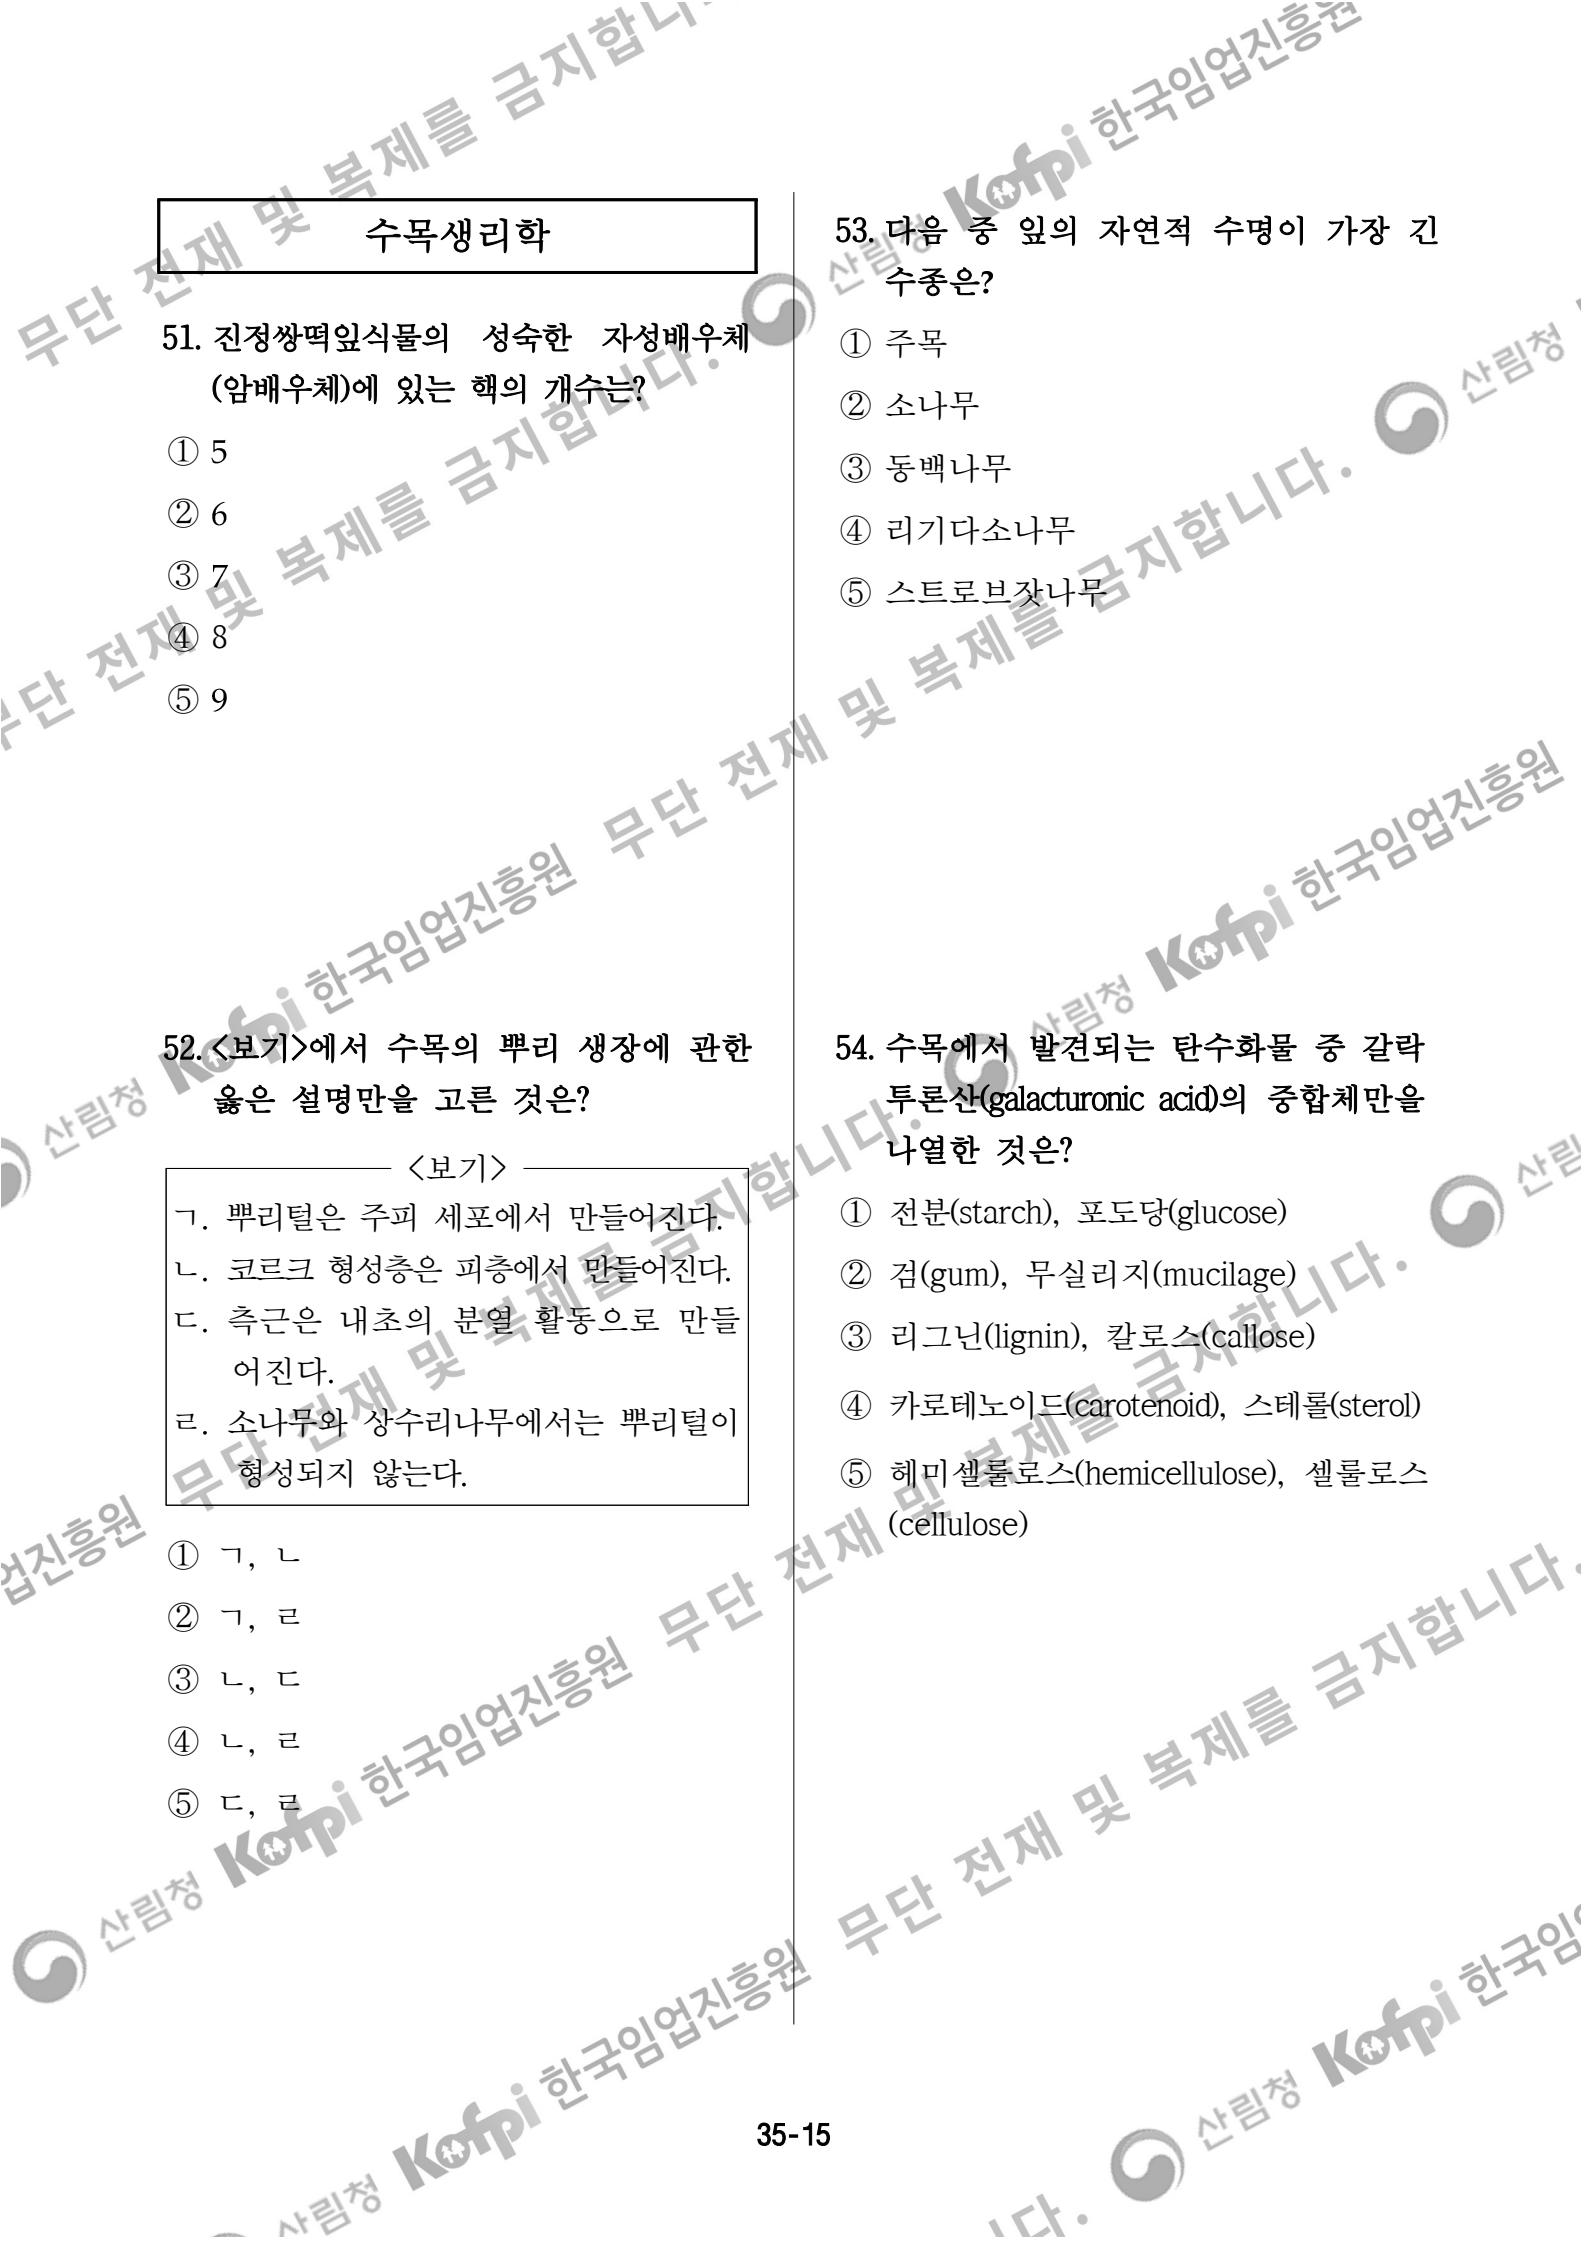 수목생리학
51. 진정쌍떡잎식물의 성숙한 자성배우체
(암배우체)에 있는 핵의 개수는?
① 5
② 6
③ 7
④ 8
⑤ 9
52. <보기>에서 수목의 뿌리 생장에 관한
옳은 설명만을 고른 것은?
<보기>
ㄱ. 뿌리털은 주피 세포에서 만들어진다.
ㄴ. 코르크 형성층은 피층에서 만들어진다.
ㄷ. 측근은 내초의 분열 활동으로 만들
어진다.
ㄹ. 소나무와 상수리나무에서는 뿌리털이
형성되지 않는다.
① ㄱ, ㄴ
② ㄱ, ㄹ
③ ㄴ, ㄷ
④ ㄴ, ㄹ
⑤ ㄷ, ㄹ
53. 다음 중 잎의 자연적 수명이 가장 긴
수종은?
① 주목
② 소나무
③ 동백나무
④ 리기다소나무
⑤ 스트로브잣나무
54. 수목에서 발견되는 탄수화물 중 갈락
투론산(galacturonic acid)의 중합체만을
나열한 것은?
① 전분(starch), 포도당(glucose)
② 검(gum), 무실리지(mucilage)
③ 리그닌(lignin), 칼로스(callose)
④ 카로테노이드(carotenoid), 스테롤(sterol)
⑤ 헤미셀룰로스(hemicellulose), 셀룰로스
(cellulose)
35-15
무단 전재 및 복제를 금지합니다.
산림청 Kofpi 한국임업진흥원